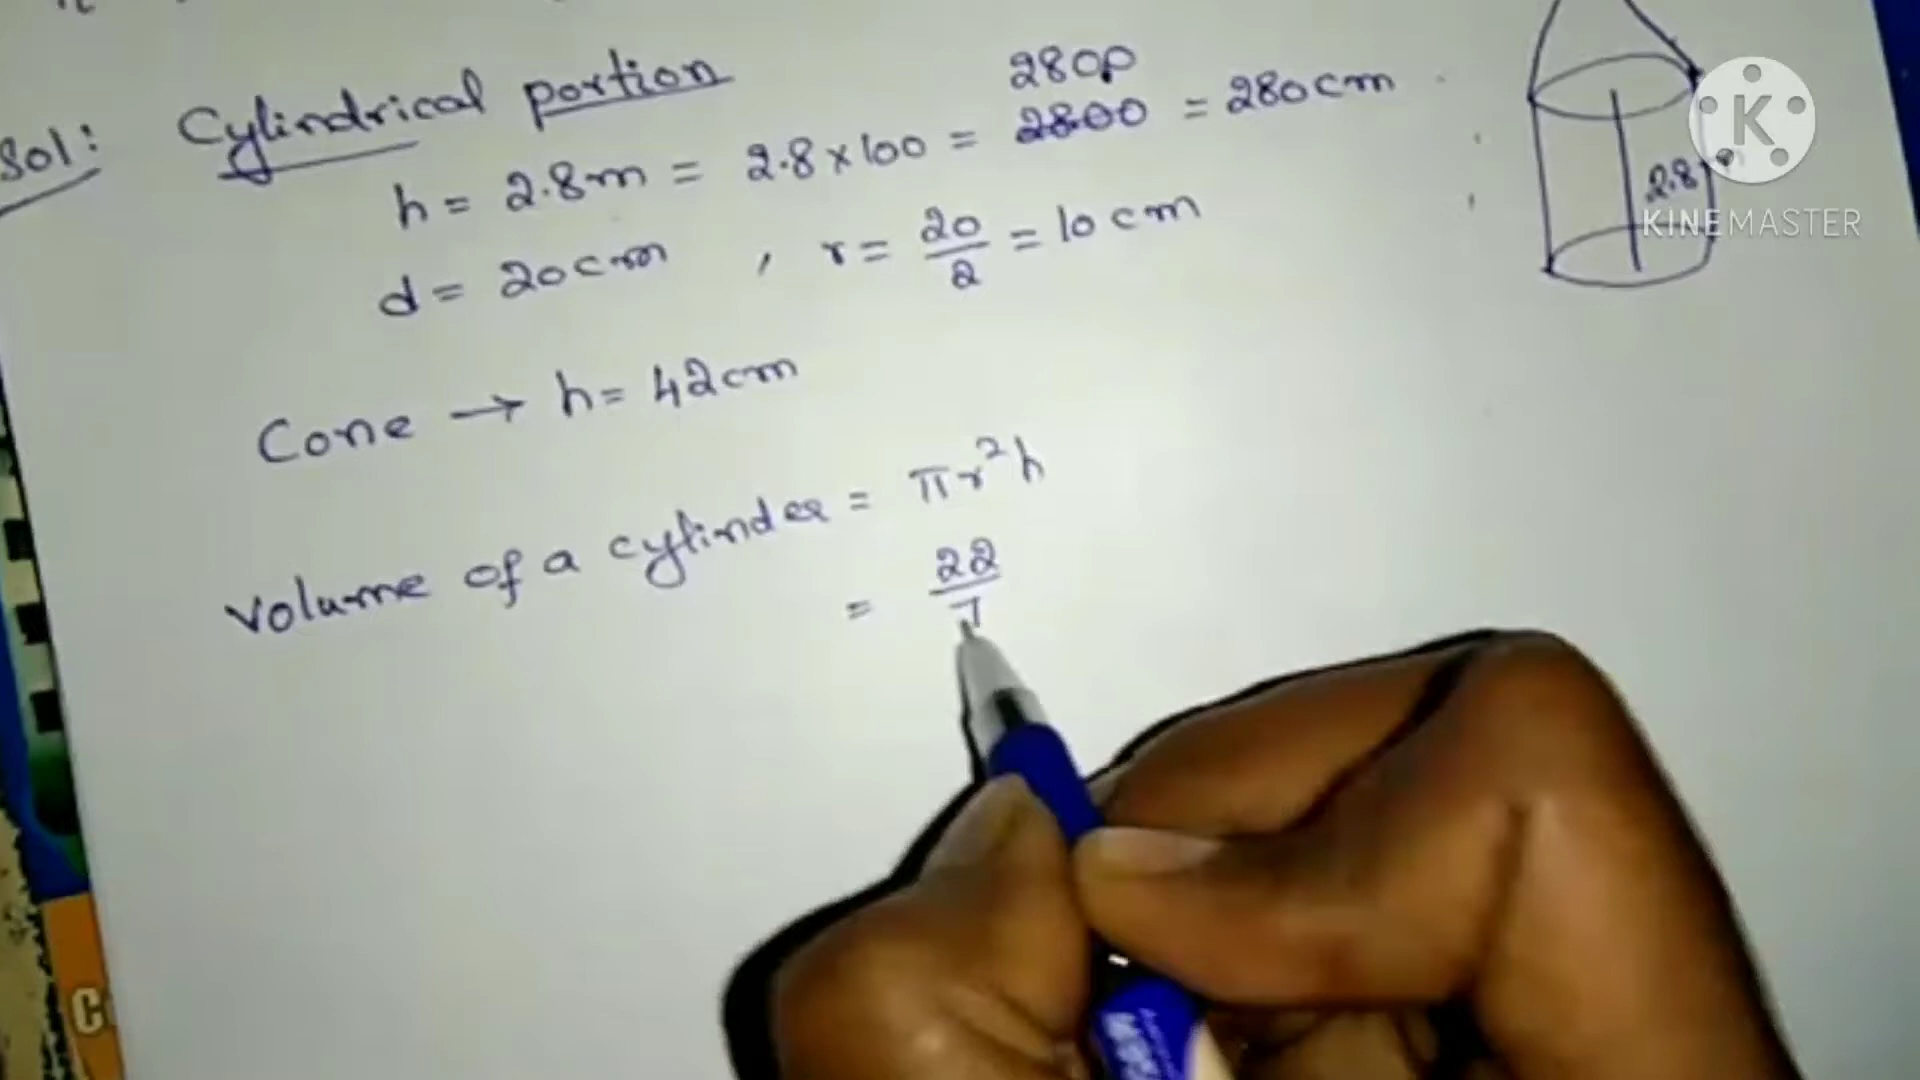 Sol: Cylindrical portion
280p
h = 2.8m = 2.8 × 100 = 2800 = 280cm
d = 20cm , r = 20/2 = 10cm
2.8
K
KINEMASTER
Cone → h = 42cm
Volume of a cylinder = πr²h
= 22/7